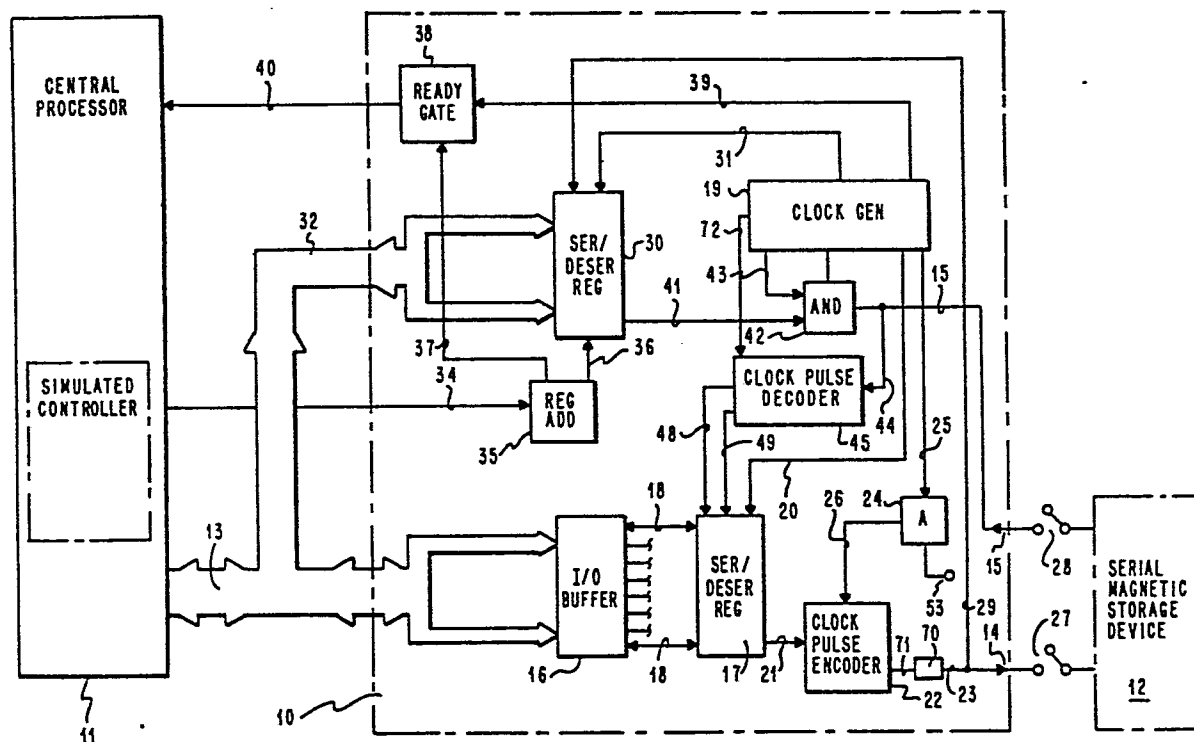 38
40
CENTRAL
PROCESSOR
READY
GATE
39
31
19
CLOCK GEN
32
72
SER/
DESER
REG
30
43
15
41
AND
42
37
36
SIMULATED
CONTROLLER
34
CLOCK PULSE
DECODER
44
REG
ADD
35
48
49
45
25
20
24
18
26
A
13
I/O
BUFFER
SER/
DESER
REG
15
28
SERIAL
MAGNETIC
STORAGE
DEVICE
53
29
CLOCK
PULSE
ENCODER
14
27
70
71
16
18
17
21
22
23
12
10
11